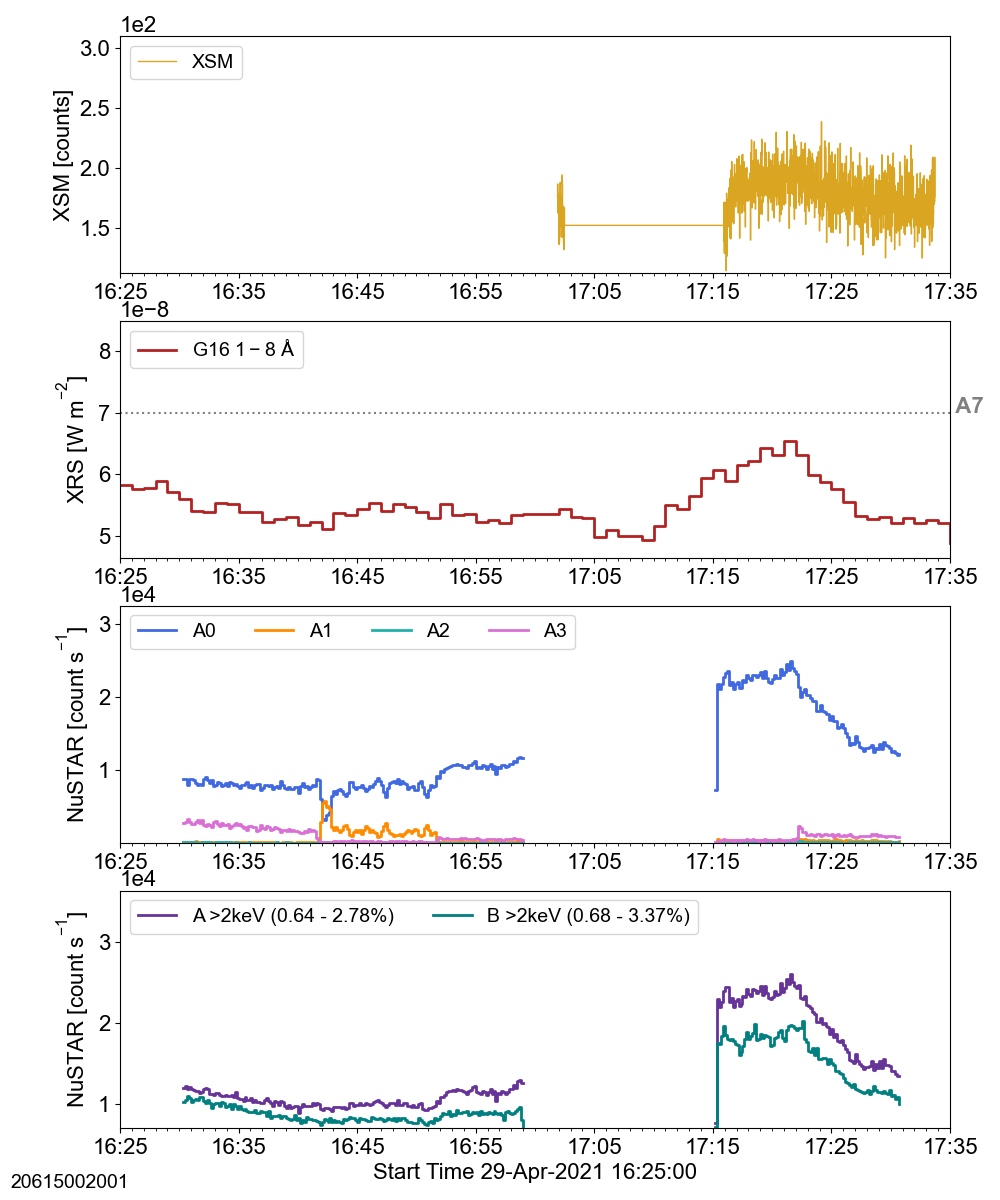 1e2
XSM [counts]
3.0
2.5
2.0
1.5
XSM
16:25 16:35 16:45 16:55 17:05 17:15 17:25 17:35
1e−8
XRS [W m⁻²]
8
7
6
5
G16 1 − 8 Å
A7
16:25 16:35 16:45 16:55 17:05 17:15 17:25 17:35
1e4
NuSTAR [count s⁻¹]
3
2
1
A0 A1 A2 A3
16:25 16:35 16:45 16:55 17:05 17:15 17:25 17:35
1e4
NuSTAR [count s⁻¹]
3
2
1
A >2keV (0.64 - 2.78%) B >2keV (0.68 - 3.37%)
16:25 16:35 16:45 16:55 17:05 17:15 17:25 17:35
Start Time 29-Apr-2021 16:25:00
20615002001